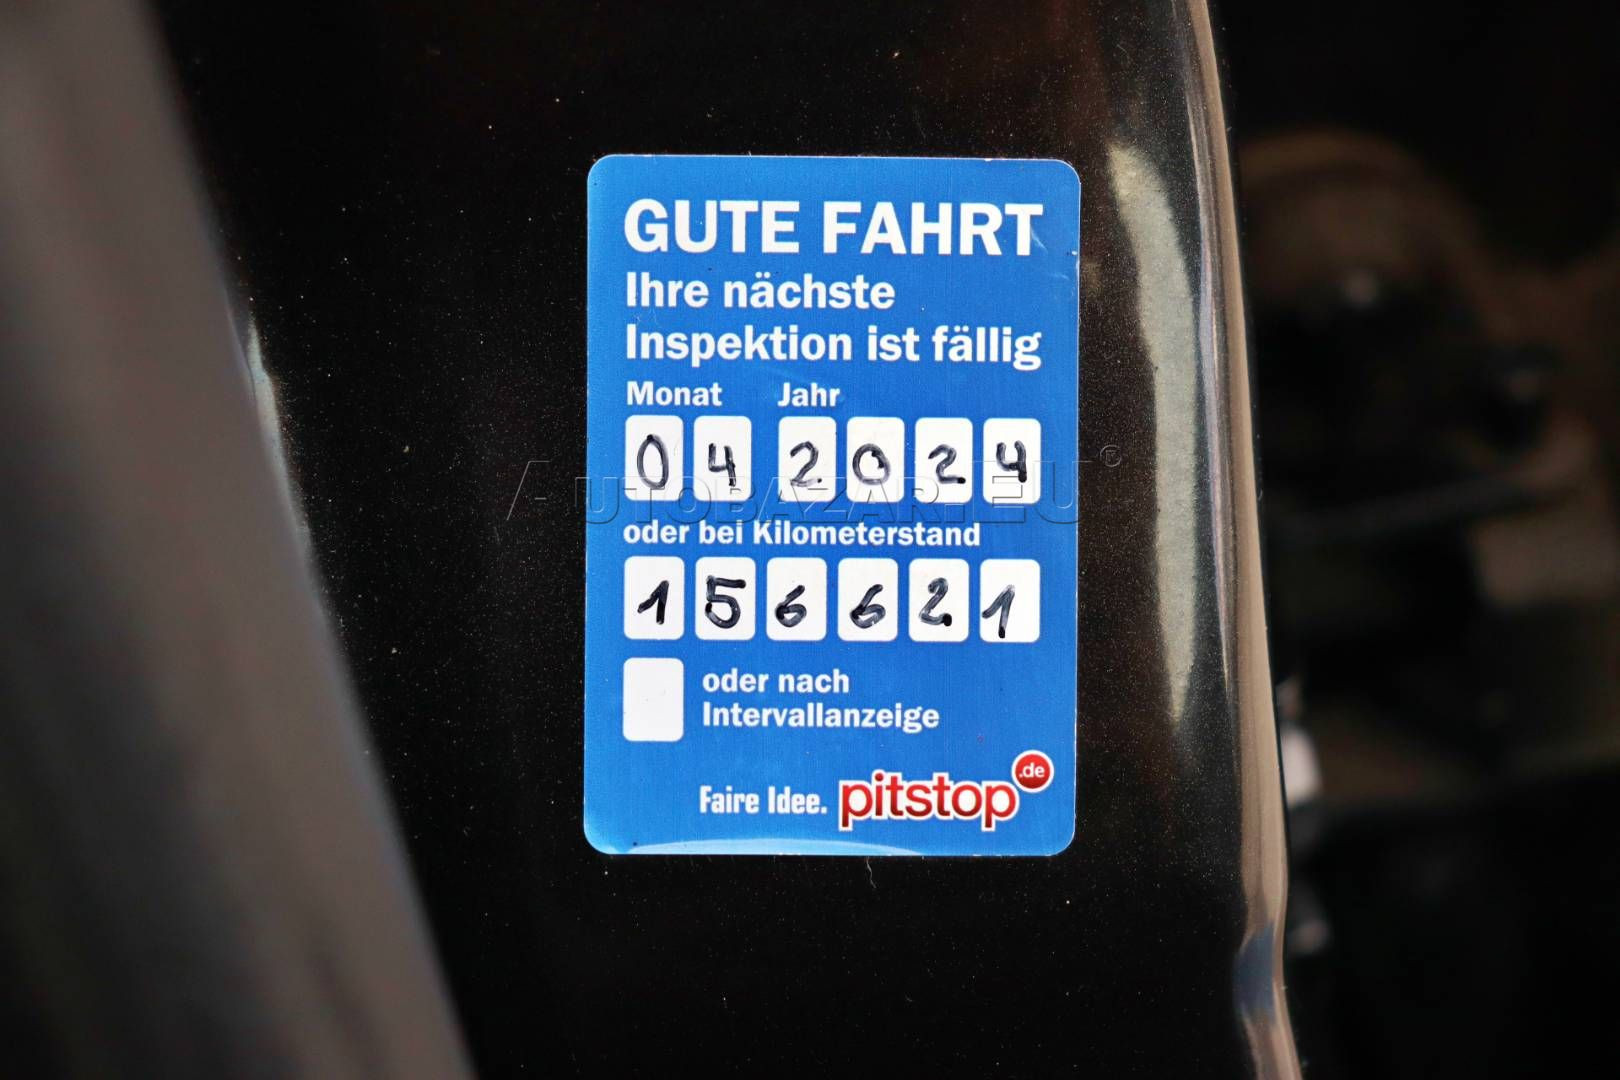 GUTE FAHRT
Ihre nächste
Inspektion ist fällig
Monat Jahr
04 2024
AUTOBAZAR.EU®
oder bei Kilometerstand
156621
oder nach
Intervallanzeige
Faire Idee. pitstop.de